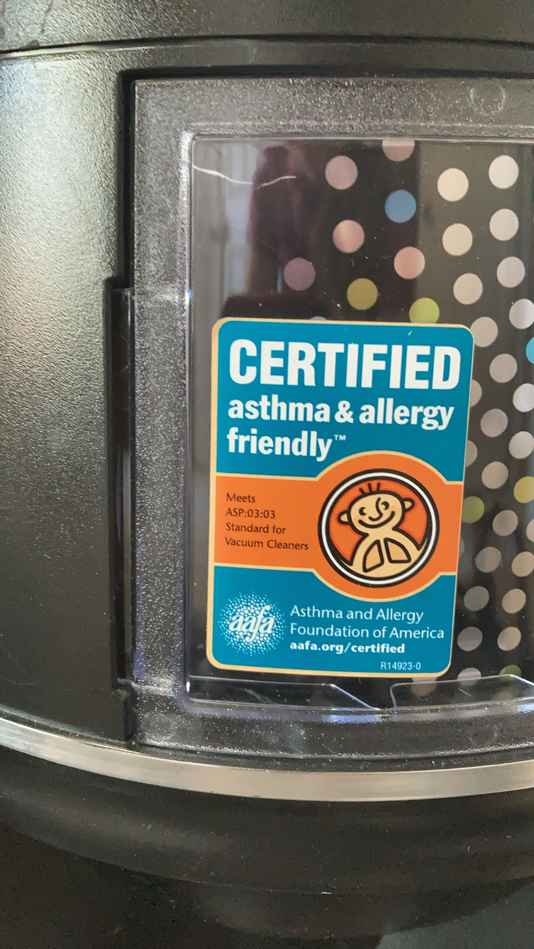 CERTIFIED
asthma & allergy
friendly™
Meets
ASP:03:03
Standard for
Vacuum Cleaners
aafa
Asthma and Allergy
Foundation of America
aafa.org/certified
R14923-0